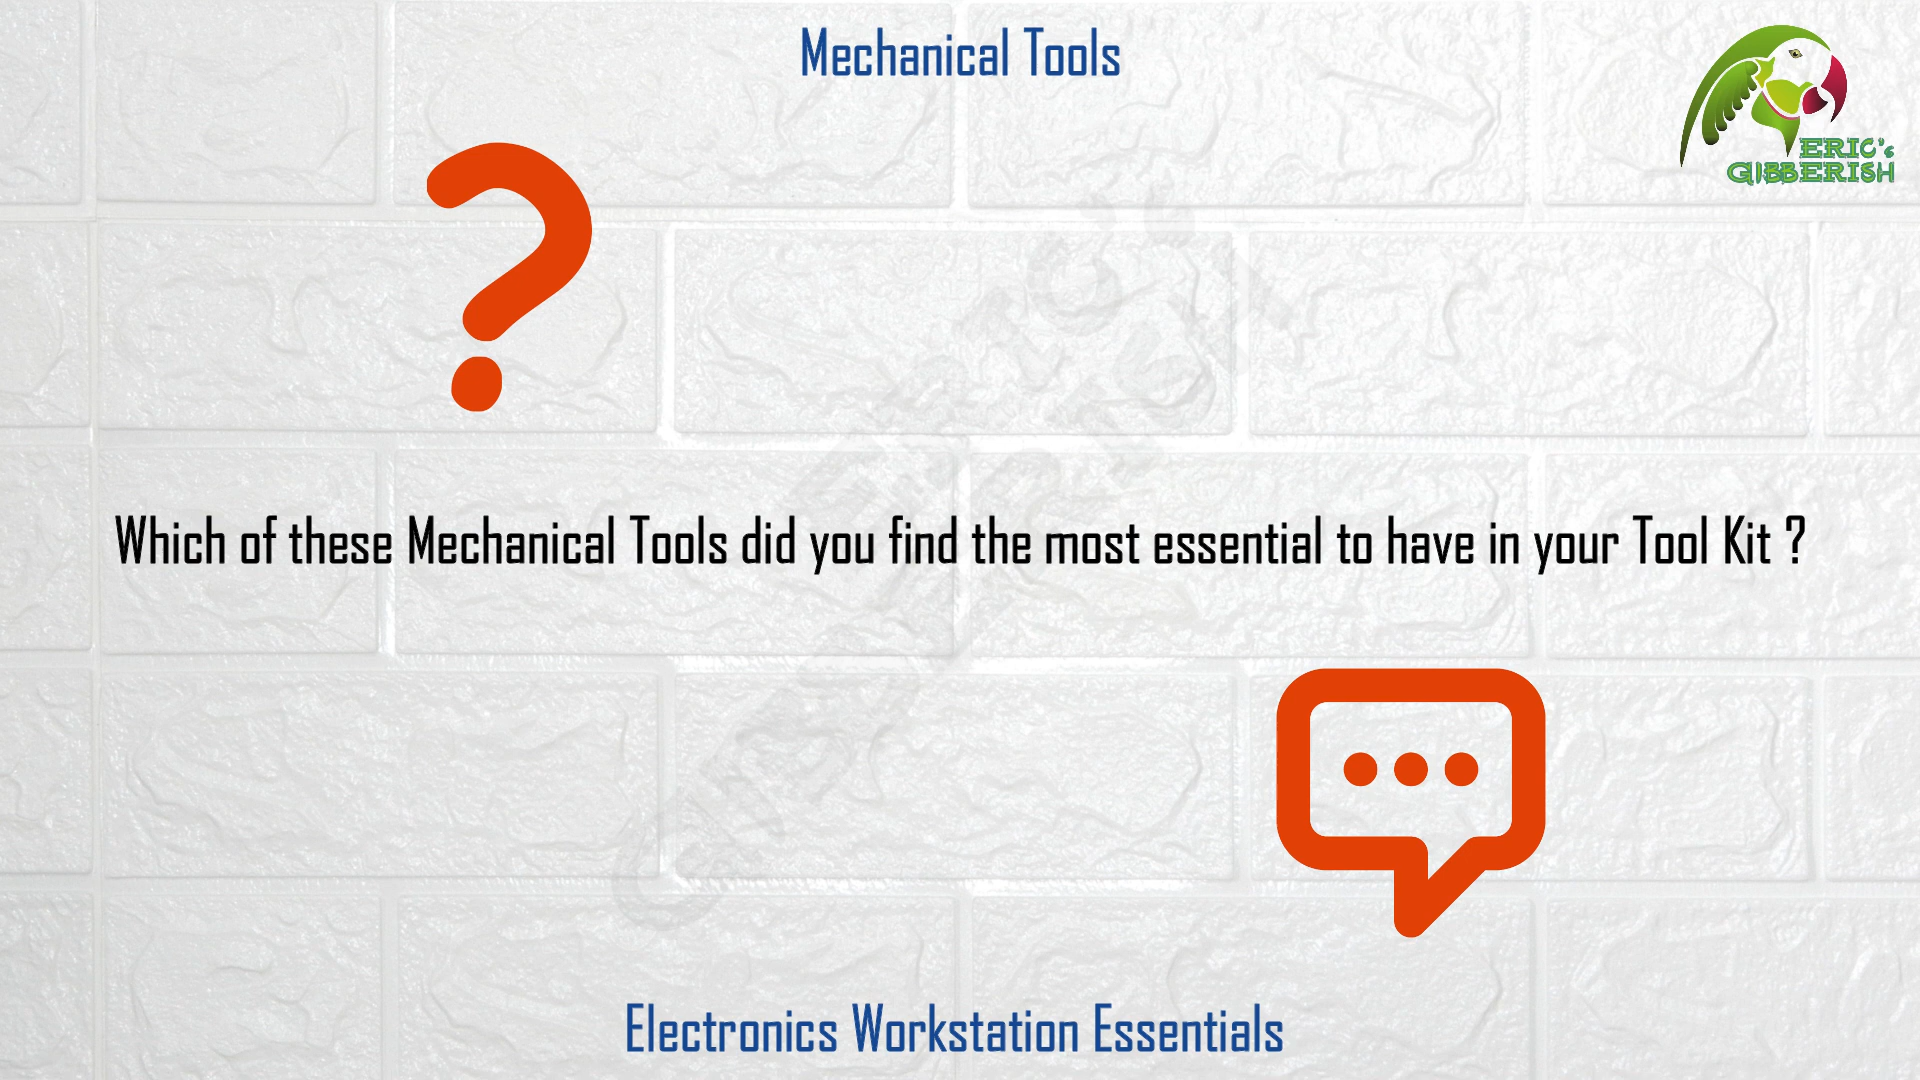 Mechanical Tools
ERIC's
GIBBERISH
Which of these Mechanical Tools did you find the most essential to have in your Tool Kit ?
Electronics Workstation Essentials